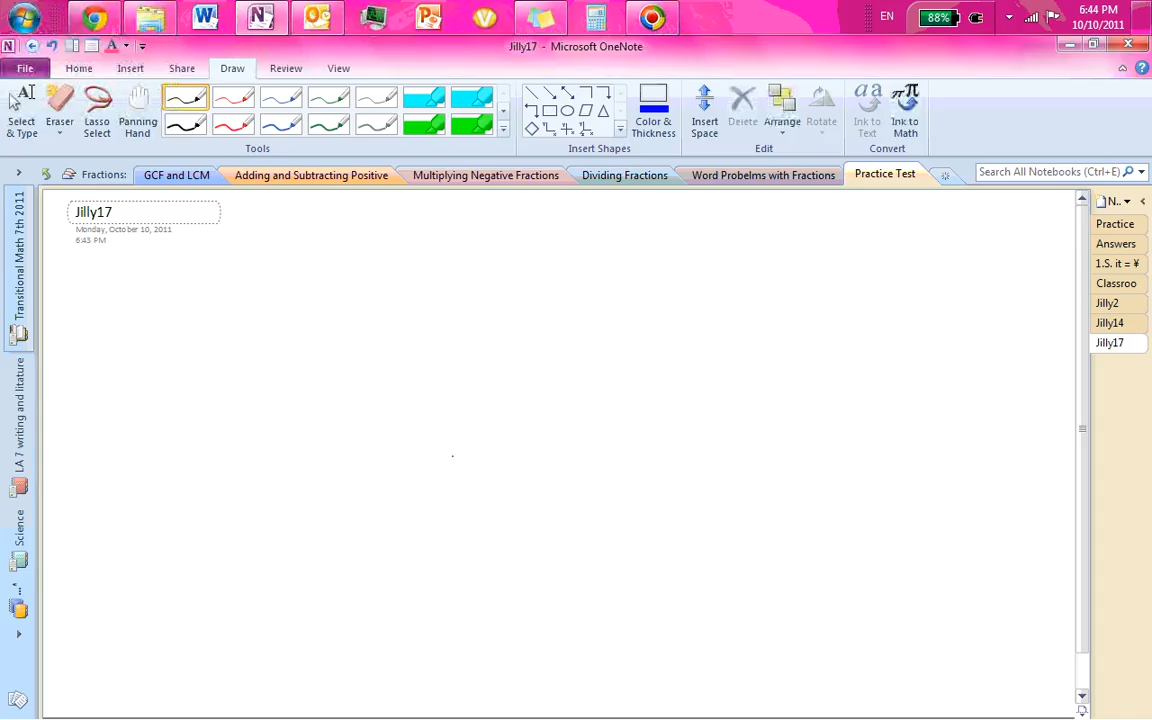 EN
88%
6:44 PM
10/10/2011
Jilly17 - Microsoft OneNote
File
Home
Insert
Share
Draw
Review
View
Select & Type
Eraser
Lasso Select
Panning Hand
Color & Thickness
Insert Space
Delete
Arrange
Rotate
Ink to Text
Ink to Math
Tools
Insert Shapes
Edit
Convert
Fractions:
GCF and LCM
Adding and Subtracting Positive
Multiplying Negative Fractions
Dividing Fractions
Word Probelms with Fractions
Practice Test
Search All Notebooks (Ctrl+E)
Jilly17
Monday, October 10, 2011
6:43 PM
Transitional Math 7th 2011
LA 7 writing and litature
Science
...
N..
Practice
Answers
1.S. it = ¥
Classroo
Jilly2
Jilly14
Jilly17